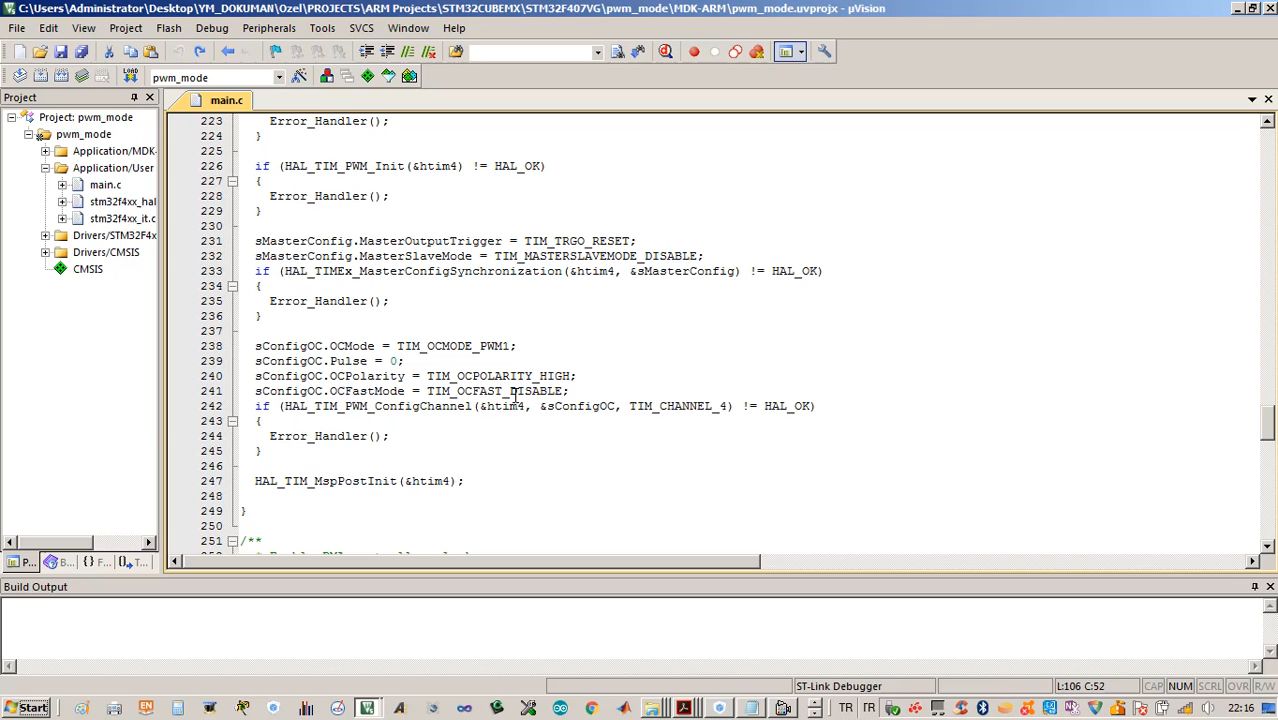 C:\Users\Administrator\Desktop\YM_DOKUMAN\Ozel\PROJECTS\ARM Projects\STM32CUBEMX\STM32F407VG\pwm_mode\MDK-ARM\pwm_mode.uvprojx - µVision
File Edit View Project Flash Debug Peripherals Tools SVCS Window Help
LOAD pwm_mode
Project main.c
Project: pwm_mode
pwm_mode
Application/MDK-
Application/User
main.c
stm32f4xx_hal
stm32f4xx_it.c
Drivers/STM32F4x
Drivers/CMSIS
CMSIS
P... B... {} F... 0→ T...
223 Error_Handler();
224 }
225
226 if (HAL_TIM_PWM_Init(&htim4) != HAL_OK)
227 {
228 Error_Handler();
229 }
230
231 sMasterConfig.MasterOutputTrigger = TIM_TRGO_RESET;
232 sMasterConfig.MasterSlaveMode = TIM_MASTERSLAVEMODE_DISABLE;
233 if (HAL_TIMEx_MasterConfigSynchronization(&htim4, &sMasterConfig) != HAL_OK)
234 {
235 Error_Handler();
236 }
237
238 sConfigOC.OCMode = TIM_OCMODE_PWM1;
239 sConfigOC.Pulse = 0;
240 sConfigOC.OCPolarity = TIM_OCPOLARITY_HIGH;
241 sConfigOC.OCFastMode = TIM_OCFAST_DISABLE;
242 if (HAL_TIM_PWM_ConfigChannel(&htim4, &sConfigOC, TIM_CHANNEL_4) != HAL_OK)
243 {
244 Error_Handler();
245 }
246
247 HAL_TIM_MspPostInit(&htim4);
248
249 }
250
251 /**
Build Output
ST-Link Debugger L:106 C:52 CAP NUM SCRL OVR R/W
Start EN TR FR 22:16